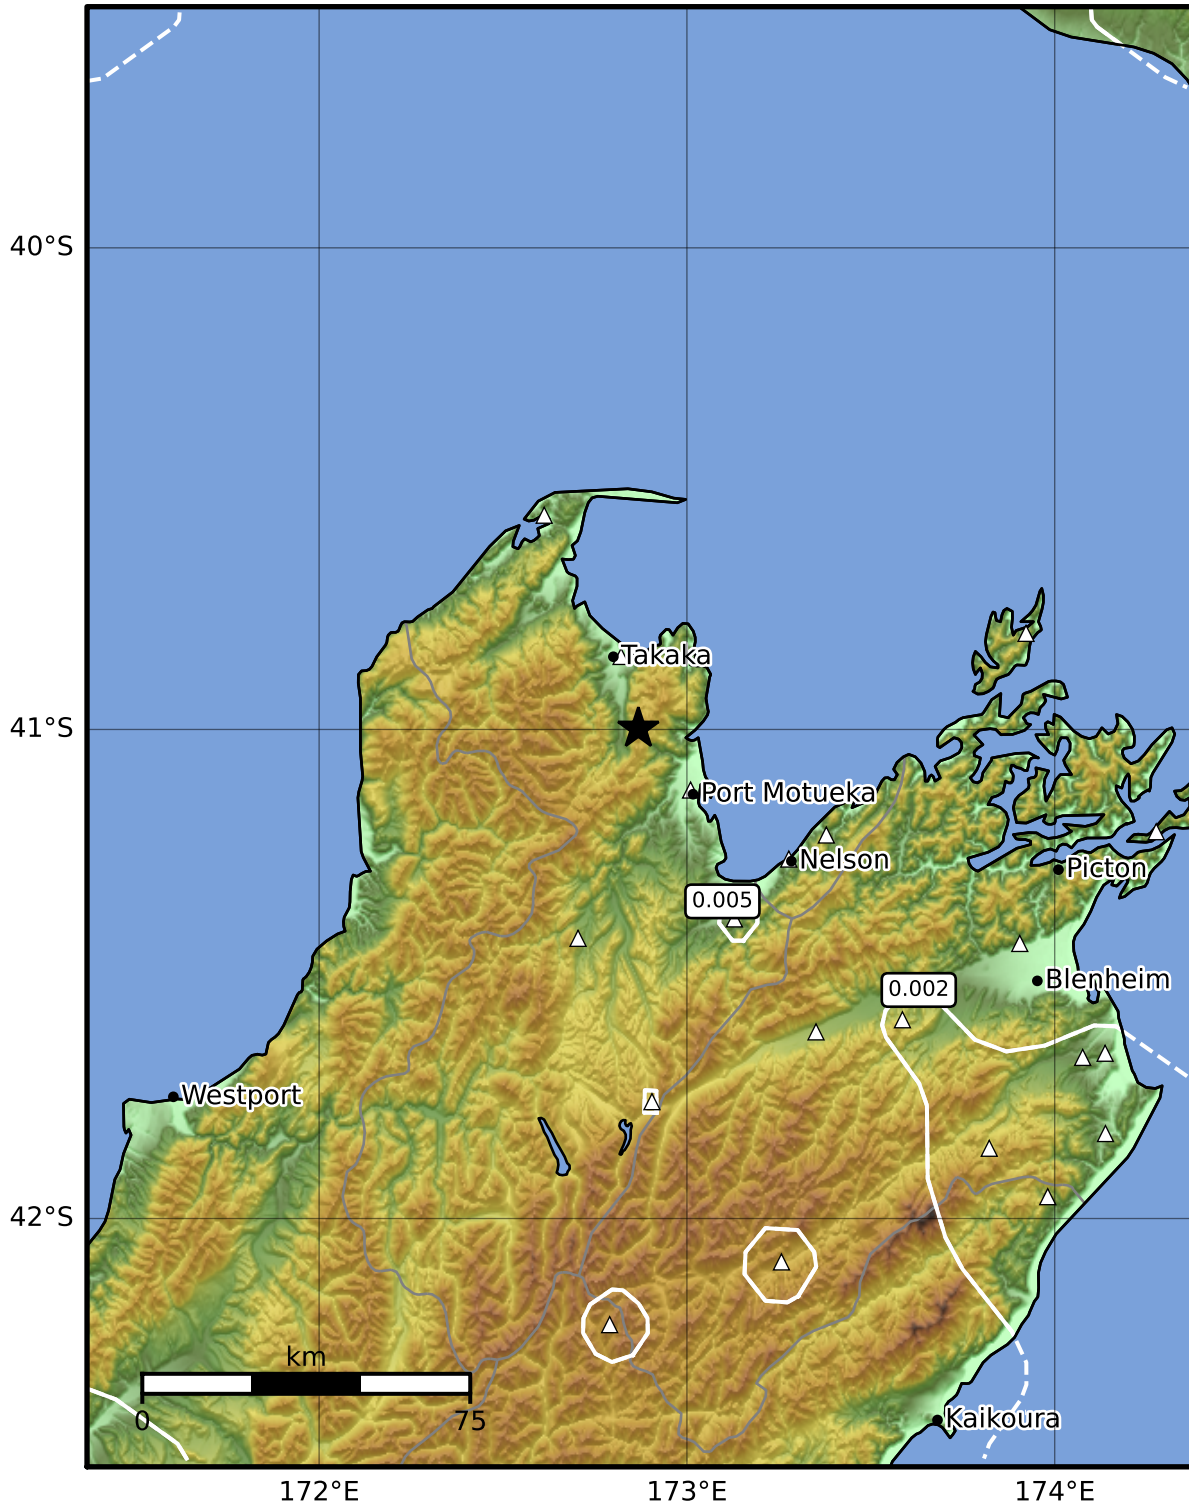 40°S
Takaka
41°S
Port Motueka
Nelson
Picton
0.005
Blenheim
0.002
Westport
42°S
km
0
75
Kaikoura
172°E
173°E
174°E